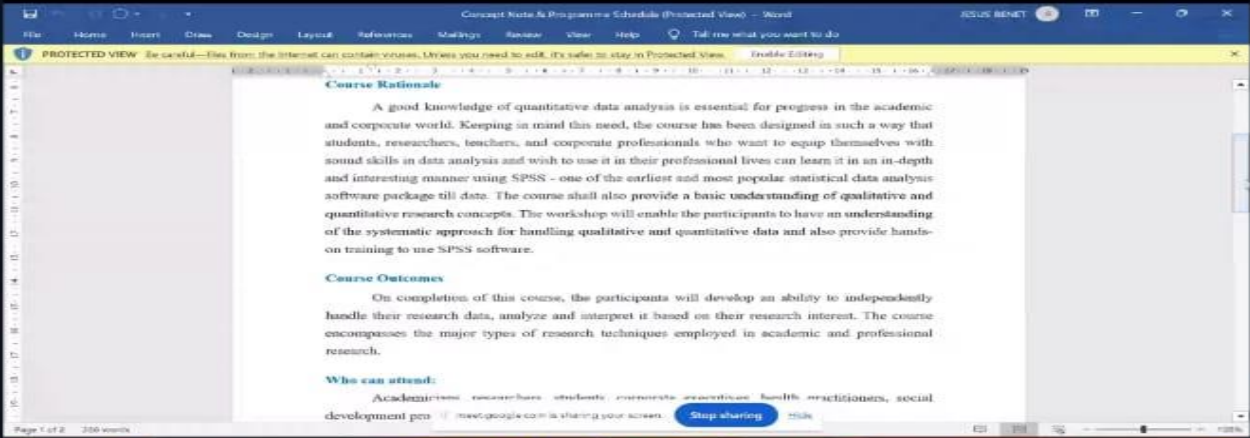 Concept Note & Programme Schedule (Protected View) - Word
JESUS BENET
File Home Insert Draw Design Layout References Mailings Review View Help Tell me what you want to do
PROTECTED VIEW Be careful—files from the Internet can contain viruses. Unless you need to edit, it's safer to stay in Protected View. Enable Editing
Course Rationale
A good knowledge of quantitative data analysis is essential for progress in the academic
and corporate world. Keeping in mind this need, the course has been designed in such a way that
students, researchers, teachers, and corporate professionals who want to equip themselves with
sound skills in data analysis and wish to use it in their professional lives can learn it in an in-depth
and interesting manner using SPSS - one of the earliest and most popular statistical data analysis
software package till date. The course shall also provide a basic understanding of qualitative and
quantitative research concepts. The workshop will enable the participants to have an understanding
of the systematic approach for handling qualitative and quantitative data and also provide hands-
on training to use SPSS software.
Course Outcomes
On completion of this course, the participants will develop an ability to independently
handle their research data, analyze and interpret it based on their research interest. The course
encompasses the major types of research techniques employed in academic and professional
research.
Who can attend:
Academicians, researchers, students, corporate executives, health practitioners, social
development pro
meet.google.com is sharing your screen. Stop sharing Hide
Page 1 of 2 words